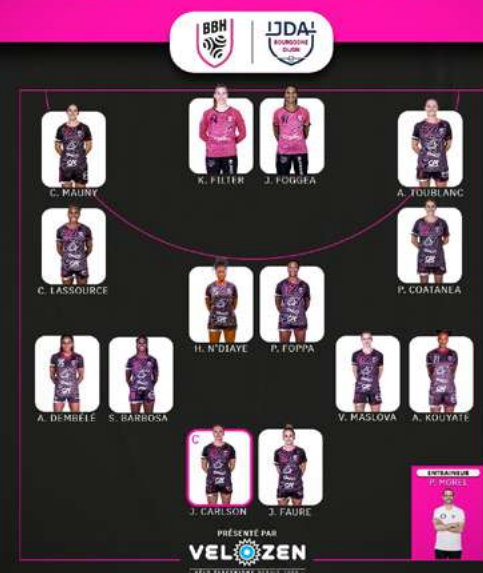 BBH
JDA
BOURGOGNE
DIJON
C. MAUNY
K. FILTER
J. FOGGEA
A. TOUBLANC
C. LASSOURCE
P. COATANEA
H. N'DIAYE
P. FOPPA
A. DEMBÉLÉ
S. BARBOSA
V. MASLOVA
A. KOUYATE
C
J. CARLSON
J. FAURE
ENTRAINEUR
P. MOREL
PRÉSENTÉ PAR
VELOZEN